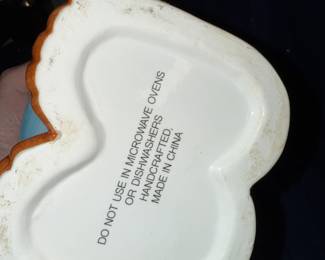 DO NOT USE IN MICROWAVE OVENS
OR DISHWASHERS
HANDCRAFTED,
MADE IN CHINA